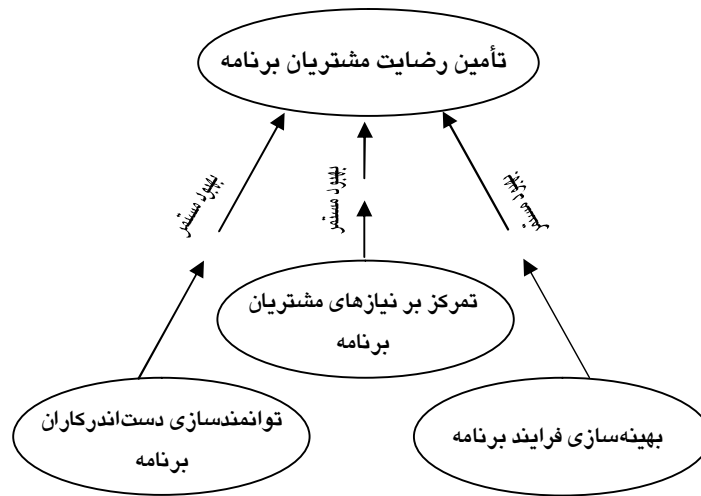 تأمین رضایت مشتریان برنامه
بهبود مستمر
بهبود مستمر
بهبود مستمر
تمرکز بر نیازهای مشتریان
برنامه
بهینه‌سازی فرایند برنامه
توانمندسازی دست‌اندرکاران
برنامه